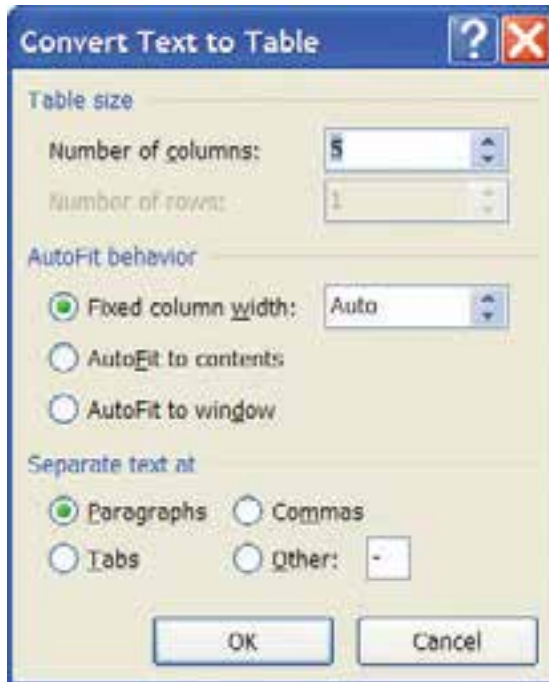 Convert Text to Table
Table size
Number of columns: 5
Number of rows: 1
AutoFit behavior
Fixed column width: Auto
AutoFit to contents
AutoFit to window
Separate text at
Paragraphs Commas
Tabs Other: -
OK Cancel